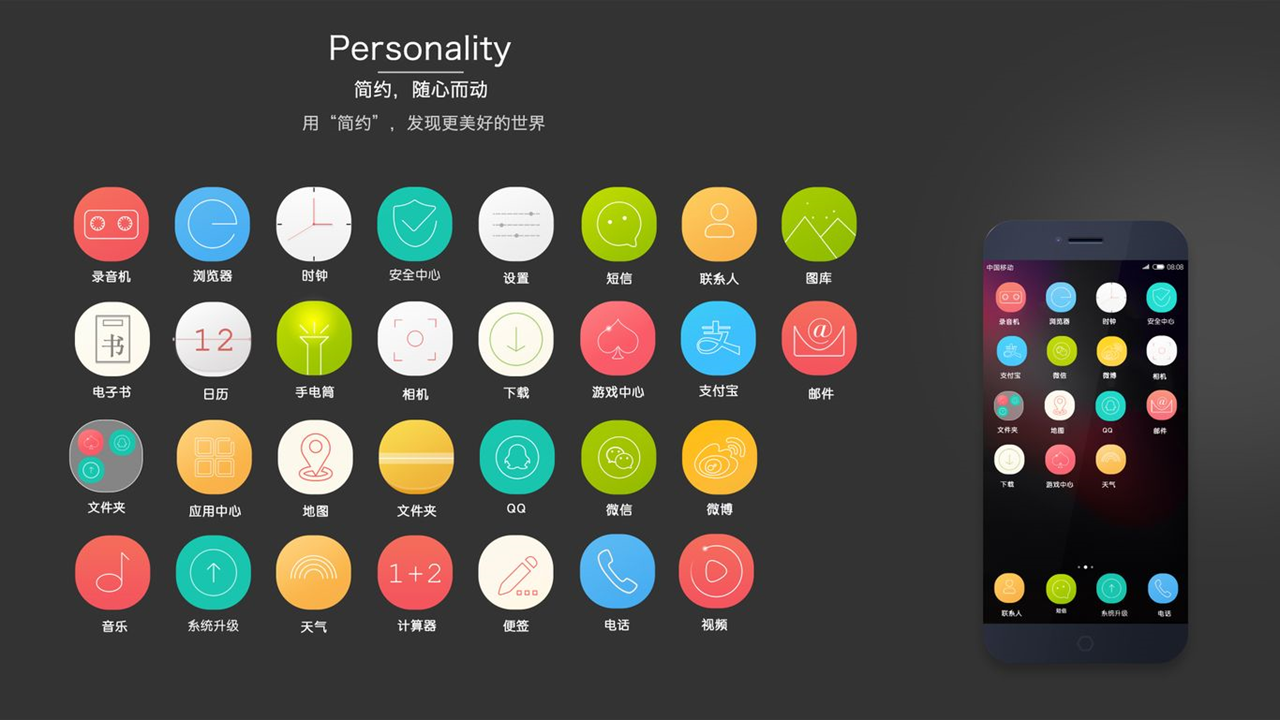 Personality
简约，随心而动
用“简约”，发现更美好的世界
录音机 浏览器 时钟 安全中心 设置 短信 联系人 图库
书 12 支 @
电子书 日历 手电筒 相机 下载 游戏中心 支付宝 邮件
文件夹 应用中心 地图 文件夹 QQ 微信 微博
1+2
音乐 系统升级 天气 计算器 便签 电话 视频
中国移动 08:08
录音机 浏览器 时钟 安全中心
支
支付宝 微信 微博 相机
@
文件夹 地图 QQ 邮件
下载 游戏中心 天气
联系人 短信 系统升级 电话